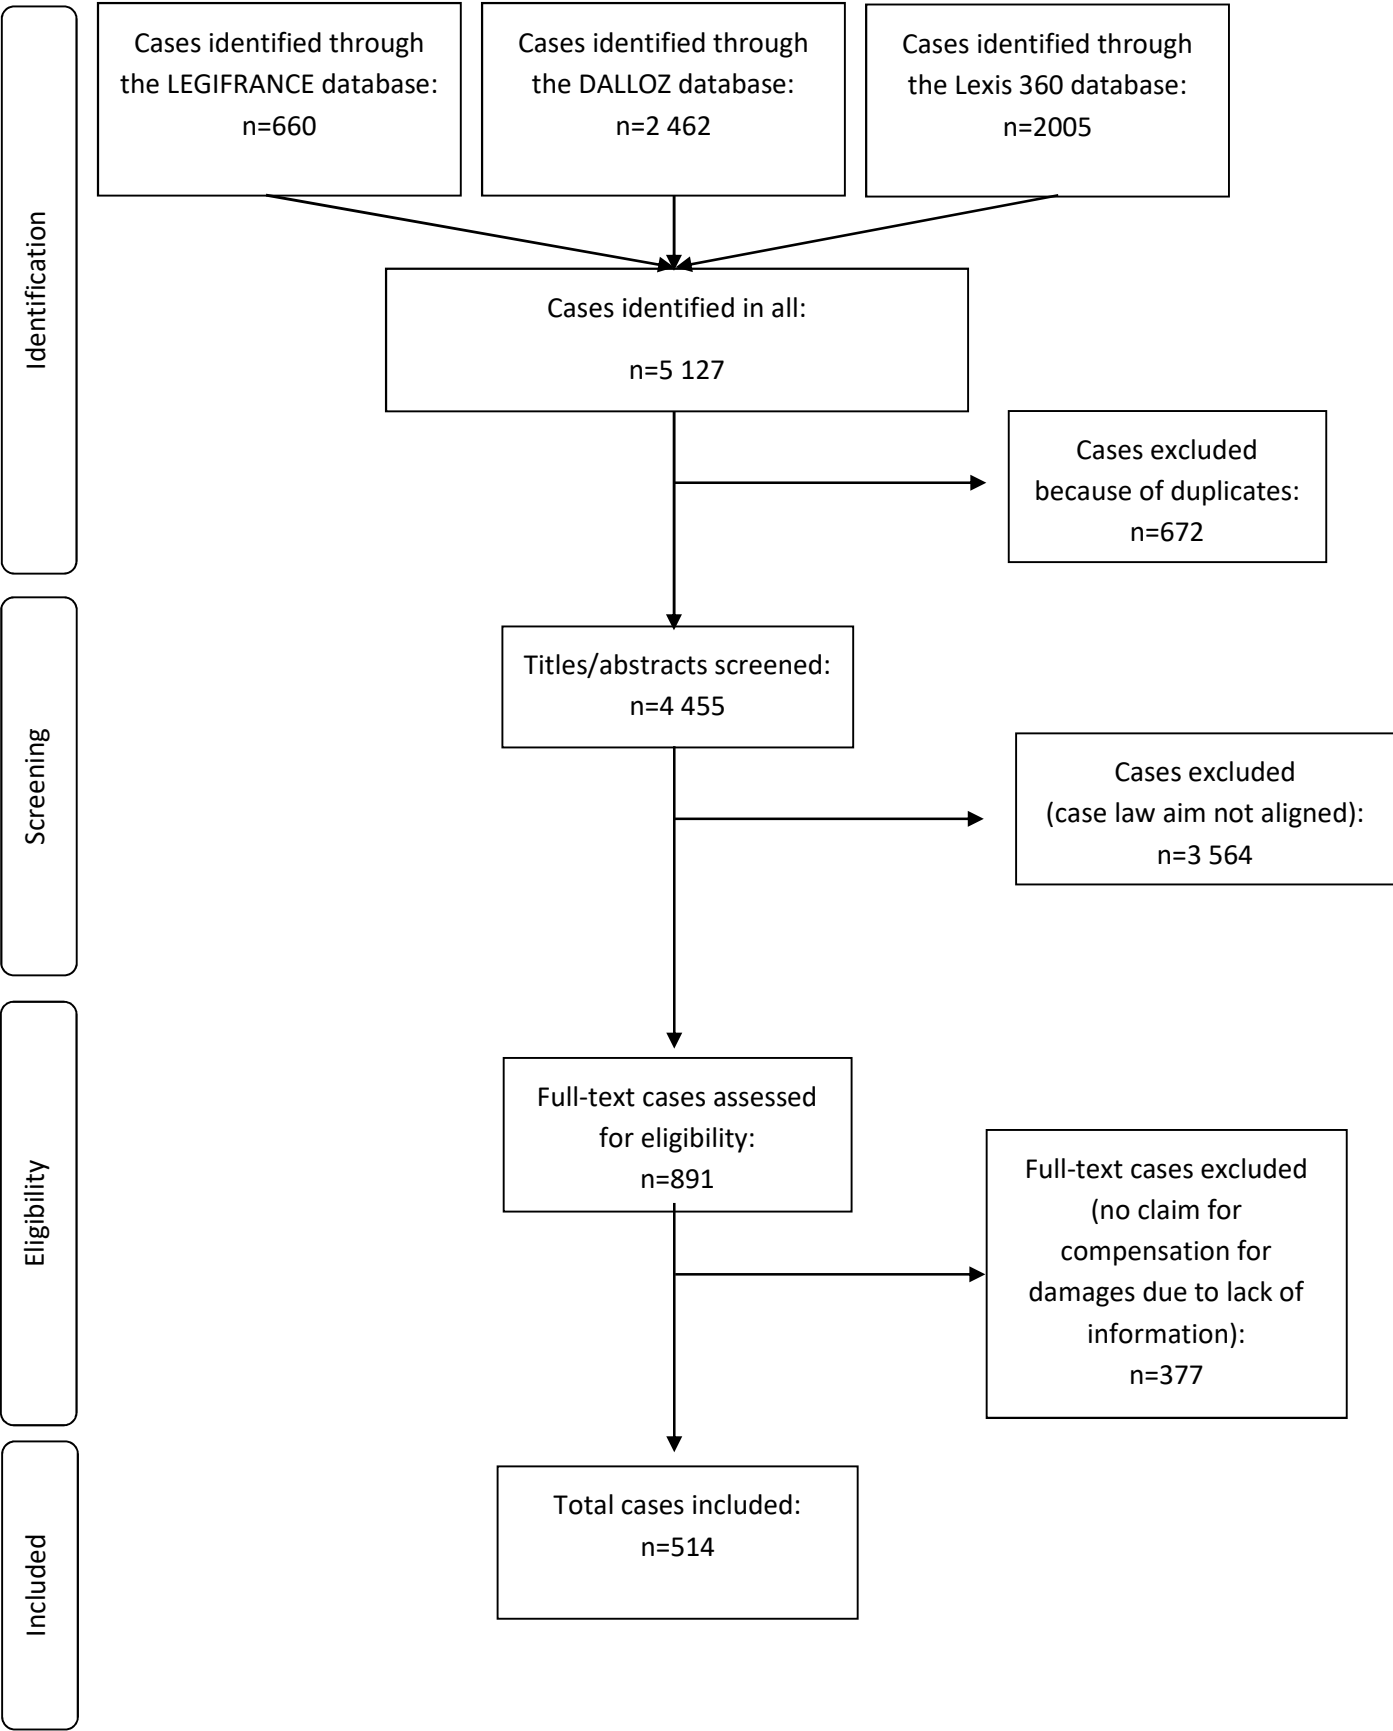 Identification
Cases identified through
the LEGIFRANCE database:
n=660
Cases identified through
the DALLOZ database:
n=2 462
Cases identified through
the Lexis 360 database:
n=2005
Cases identified in all:
n=5 127
Cases excluded
because of duplicates:
n=672
Screening
Titles/abstracts screened:
n=4 455
Cases excluded
(case law aim not aligned):
n=3 564
Eligibility
Full-text cases assessed
for eligibility:
n=891
Full-text cases excluded
(no claim for
compensation for
damages due to lack of
information):
n=377
Included
Total cases included:
n=514